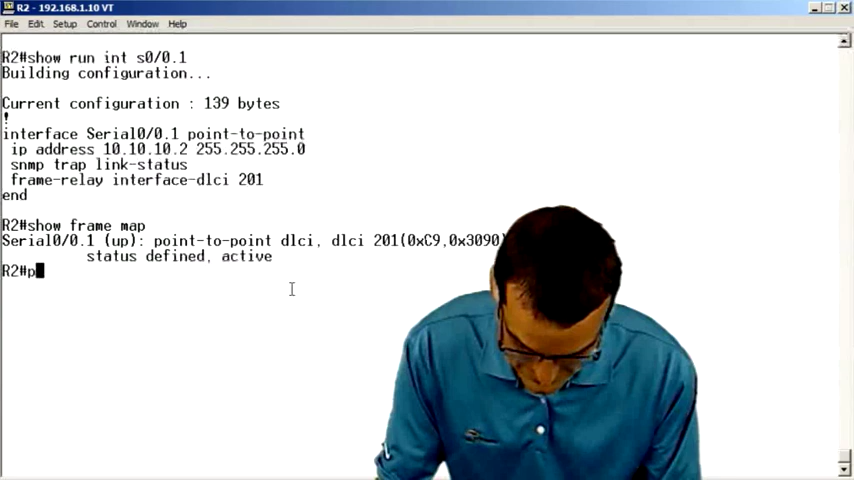 R2 - 192.168.1.10 VT
File Edit Setup Control Window Help
R2#show run int s0/0.1
Building configuration...
Current configuration : 139 bytes
!
interface Serial0/0.1 point-to-point
ip address 10.10.10.2 255.255.255.0
snmp trap link-status
frame-relay interface-dlci 201
end
R2#show frame map
Serial0/0.1 (up): point-to-point dlci, dlci 201(0xC9,0x3090)
status defined, active
R2#p